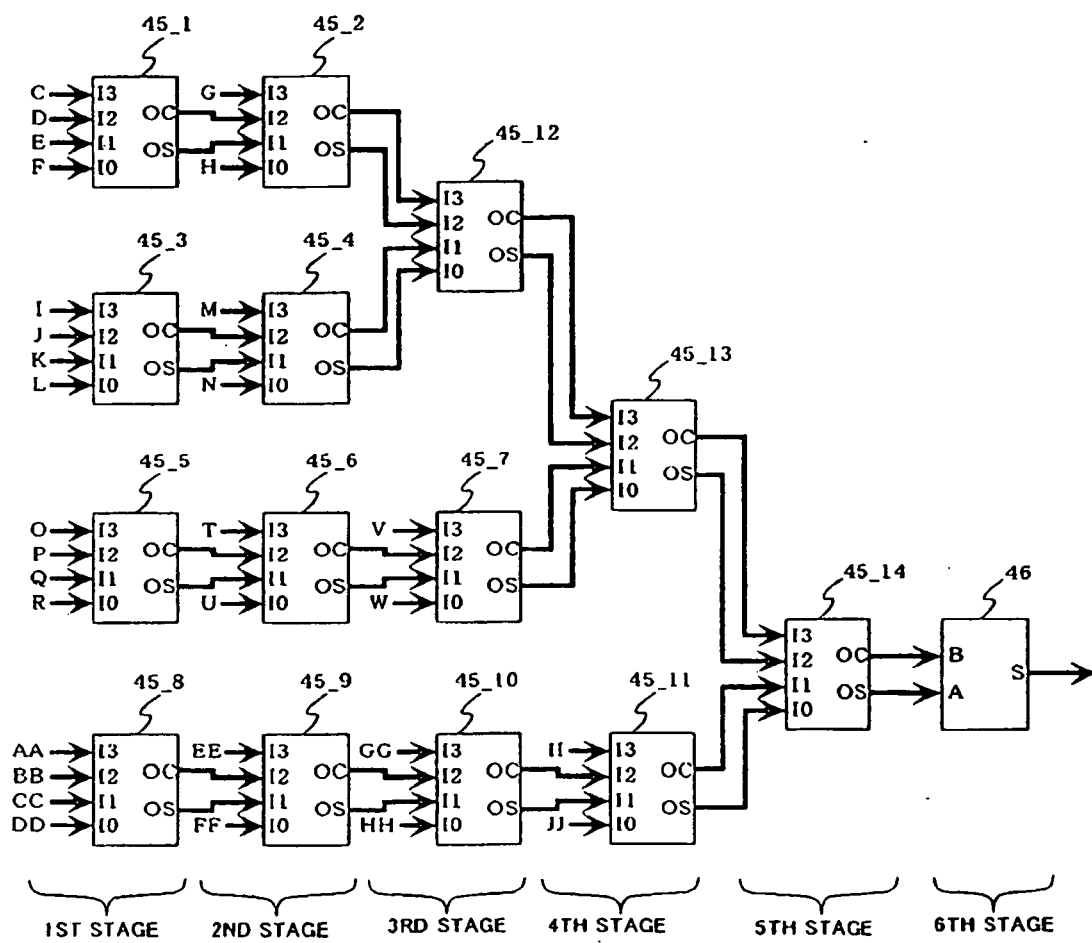 45_1
45_2
C I3 OC G I3 OC
D I2 I2
E I1 OS I1 OS
F I0 H I0
45_12
I3 OC
I2
I1 OS
I0
45_3
45_4
I I3 OC M I3 OC
J I2 I2
K I1 OS I1 OS
L I0 N I0
45_13
I3 OC
I2
I1 OS
I0
45_5
45_6
45_7
O I3 OC T I3 OC V I3 OC
P I2 I2 I2
Q I1 OS I1 OS I1 OS
R I0 U I0 W I0
45_14
46
I3 OC B
I2 S
I1 OS A
I0
45_8
45_9
45_10
45_11
AA I3 OC EE I3 OC GG I3 OC II I3 OC
BB I2 I2 I2 I2
CC I1 OS I1 OS I1 OS I1 OS
DD I0 FF I0 HH I0 JJ I0
1ST STAGE 2ND STAGE 3RD STAGE 4TH STAGE 5TH STAGE 6TH STAGE